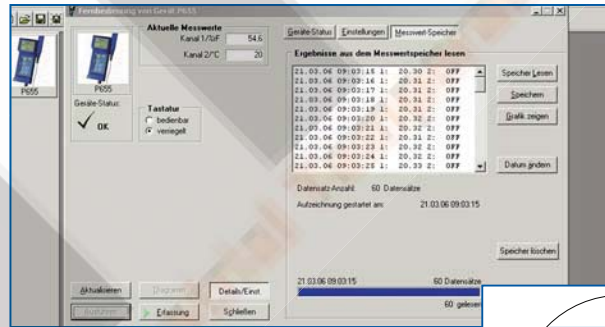 Fernbedienung von Gerät P655
P655
P655
Geräte-Status:
OK
Aktuelle Messwerte
Kanal 1/%F 54.6
Kanal 2/°C 20
Tastatur
bedienbar
verriegelt
Aktualisieren
Diagramm
Details/Einst.
Ausführen
Erfassung
Schließen
Geräte-Status
Einstellungen
Messwert-Speicher
Ergebnisse aus dem Messwertspeicher lesen
21.03.06 09:03:15 1: 20.30 2: OFF
21.03.06 09:03:16 1: 20.31 2: OFF
21.03.06 09:03:17 1: 20.31 2: OFF
21.03.06 09:03:18 1: 20.31 2: OFF
21.03.06 09:03:19 1: 20.31 2: OFF
21.03.06 09:03:20 1: 20.32 2: OFF
21.03.06 09:03:21 1: 20.32 2: OFF
21.03.06 09:03:22 1: 20.31 2: OFF
21.03.06 09:03:23 1: 20.32 2: OFF
21.03.06 09:03:24 1: 20.32 2: OFF
21.03.06 09:03:25 1: 20.33 2: OFF
Speicher Lesen
Speichern
Grafik zeigen
Datum ändern
Speicher löschen
Datensatz-Anzahl: 60 Datensätze
Aufzeichnung gestartet am: 21.03.06 09:03:15
21.03.06 09:03:15 60 Datensätze
60 gelesen